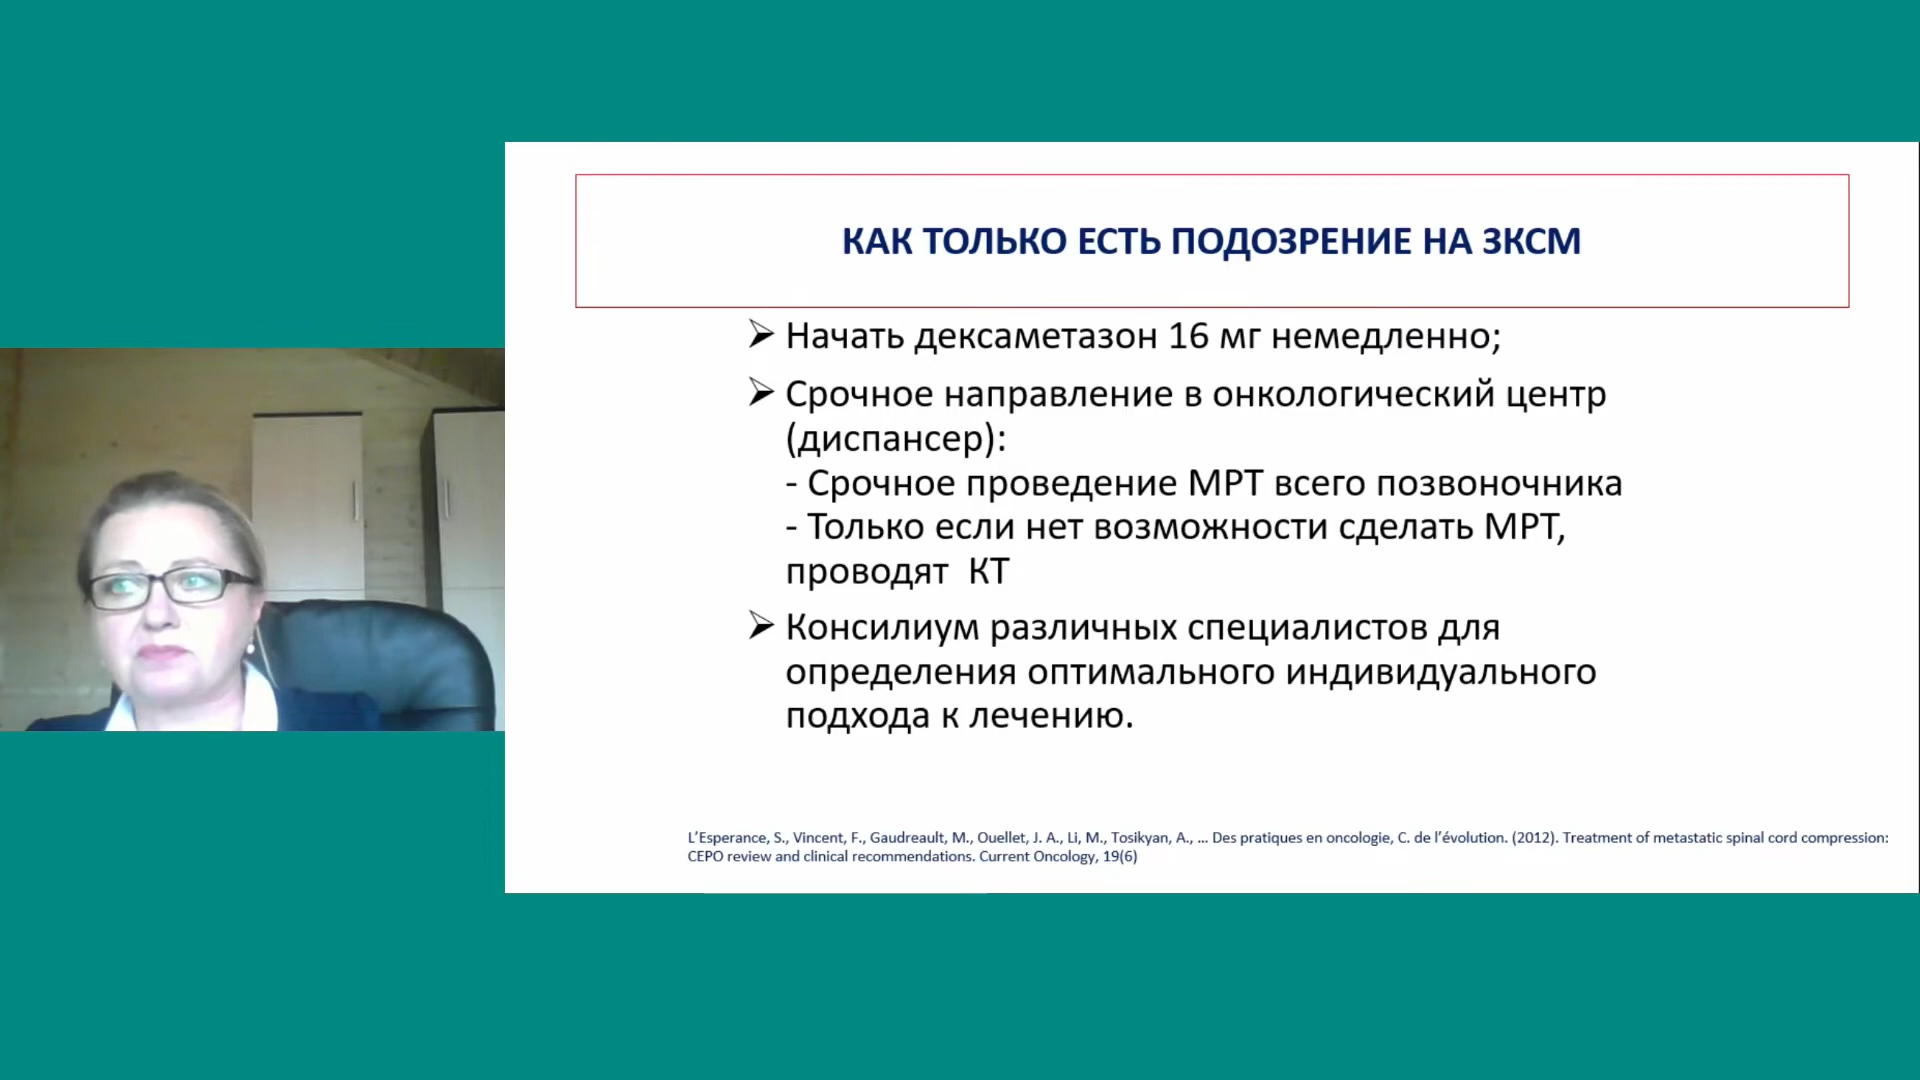 КАК ТОЛЬКО ЕСТЬ ПОДОЗРЕНИЕ НА ЗКСМ
➢ Начать дексаметазон 16 мг немедленно;
➢ Срочное направление в онкологический центр
(диспансер):
- Срочное проведение МРТ всего позвоночника
- Только если нет возможности сделать МРТ,
проводят КТ
➢ Консилиум различных специалистов для
определения оптимального индивидуального
подхода к лечению.
L’Esperance, S., Vincent, F., Gaudreault, M., Ouellet, J. A., Li, M., Tosikyan, A., … Des pratiques en oncologie, C. de l’évolution. (2012). Treatment of metastatic spinal cord compression:
CEPO review and clinical recommendations. Current Oncology, 19(6)